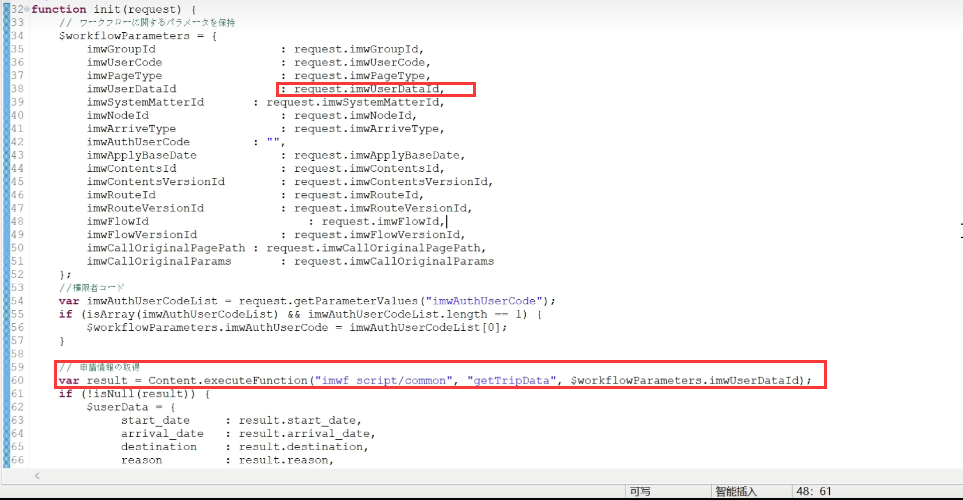 32 function init(request) {
33 // ワークフローに関するパラメータを保持
34 $workflowParameters = {
35 imwGroupId : request.imwGroupId,
36 imwUserCode : request.imwUserCode,
37 imwPageType : request.imwPageType,
38 imwUserDataId : request.imwUserDataId,
39 imwSystemMatterId : request.imwSystemMatterId,
40 imwNodeId : request.imwNodeId,
41 imwArriveType : request.imwArriveType,
42 imwAuthUserCode : "",
43 imwApplyBaseDate : request.imwApplyBaseDate,
44 imwContentsId : request.imwContentsId,
45 imwContentsVersionId : request.imwContentsVersionId,
46 imwRouteId : request.imwRouteId,
47 imwRouteVersionId : request.imwRouteVersionId,
48 imwFlowId : request.imwFlowId,
49 imwFlowVersionId : request.imwFlowVersionId,
50 imwCallOriginalPagePath : request.imwCallOriginalPagePath,
51 imwCallOriginalParams : request.imwCallOriginalParams
52 };
53 //権限者コード
54 var imwAuthUserCodeList = request.getParameterValues("imwAuthUserCode");
55 if (isArray(imwAuthUserCodeList) && imwAuthUserCodeList.length == 1) {
56 $workflowParameters.imwAuthUserCode = imwAuthUserCodeList[0];
57 }
58
59 // 申請情報の取得
60 var result = Content.executeFunction("imwf_script/common", "getTripData", $workflowParameters.imwUserDataId);
61 if (!isNull(result)) {
62 $userData = {
63 start_date : result.start_date,
64 arrival_date : result.arrival_date,
65 destination : result.destination,
66 reason : result.reason,
可写 智能插入 48: 61